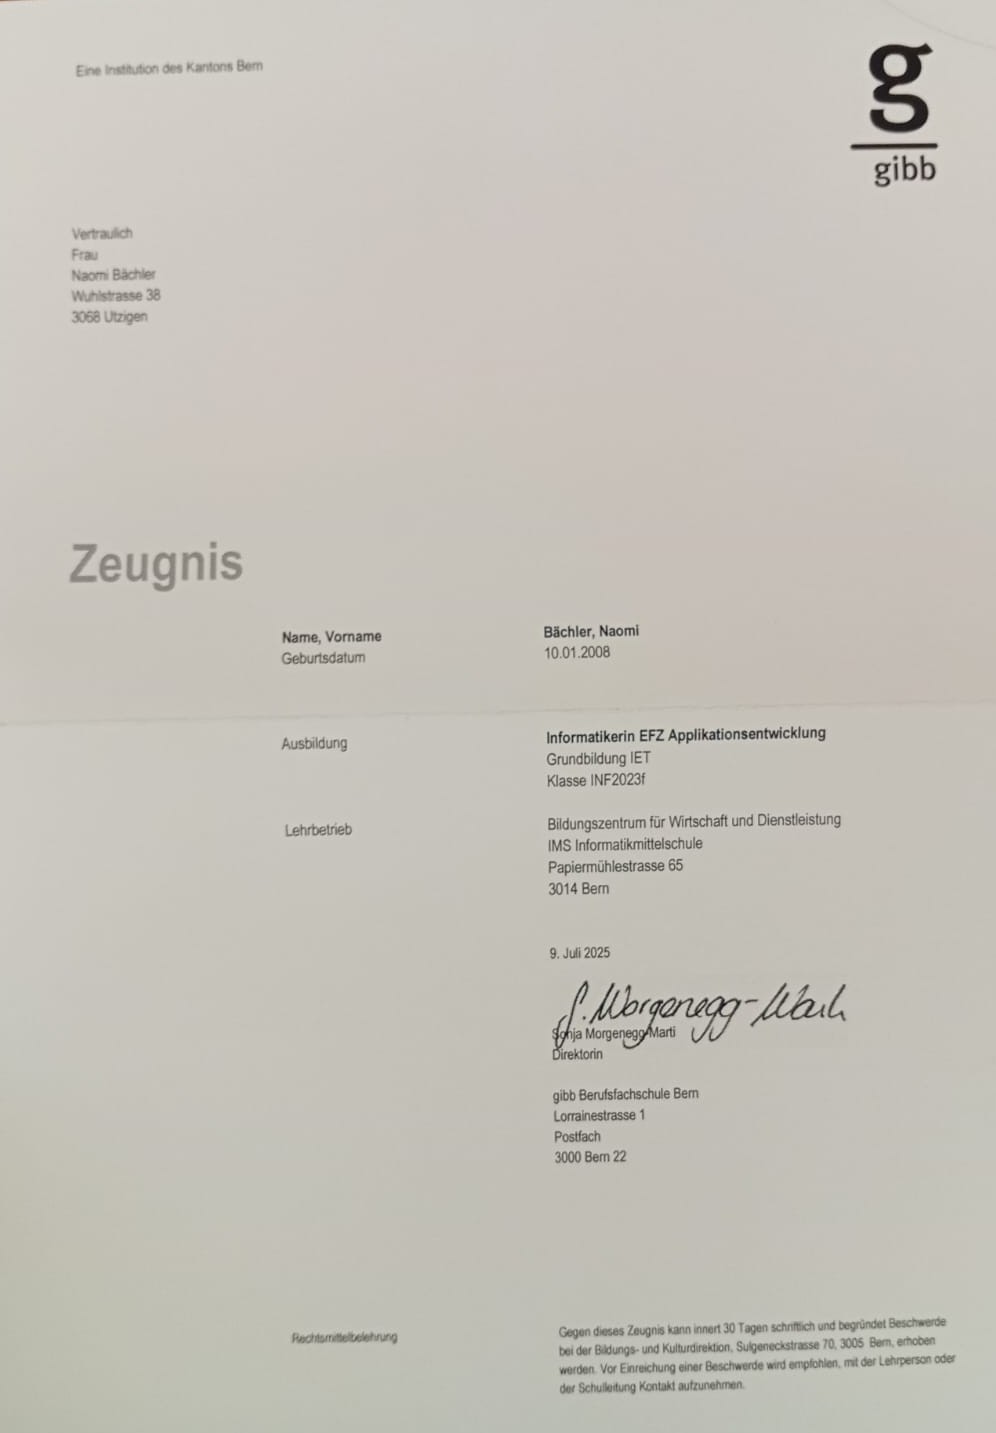 Eine Institution des Kantons Bern
g
gibb
Vertraulich
Frau
Naomi Bächler
Wuhlstrasse 38
3068 Utzigen
Zeugnis
Name, Vorname Bächler, Naomi
Geburtsdatum 10.01.2008
Ausbildung Informatikerin EFZ Applikationsentwicklung
Grundbildung IET
Klasse INF2023f
Lehrbetrieb Bildungszentrum für Wirtschaft und Dienstleistung
IMS Informatikmittelschule
Papiermühlestrasse 65
3014 Bern
9. Juli 2025
S. Morgenegg-Marti
Sonja Morgenegg-Marti
Direktorin
gibb Berufsfachschule Bern
Lorrainestrasse 1
Postfach
3000 Bern 22
Rechtsmittelbelehrung Gegen dieses Zeugnis kann innert 30 Tagen schriftlich und begründet Beschwerde
bei der Bildungs- und Kulturdirektion, Sulgeneckstrasse 70, 3005 Bern, erhoben
werden. Vor Einreichung einer Beschwerde wird empfohlen, mit der Lehrperson oder
der Schulleitung Kontakt aufzunehmen.